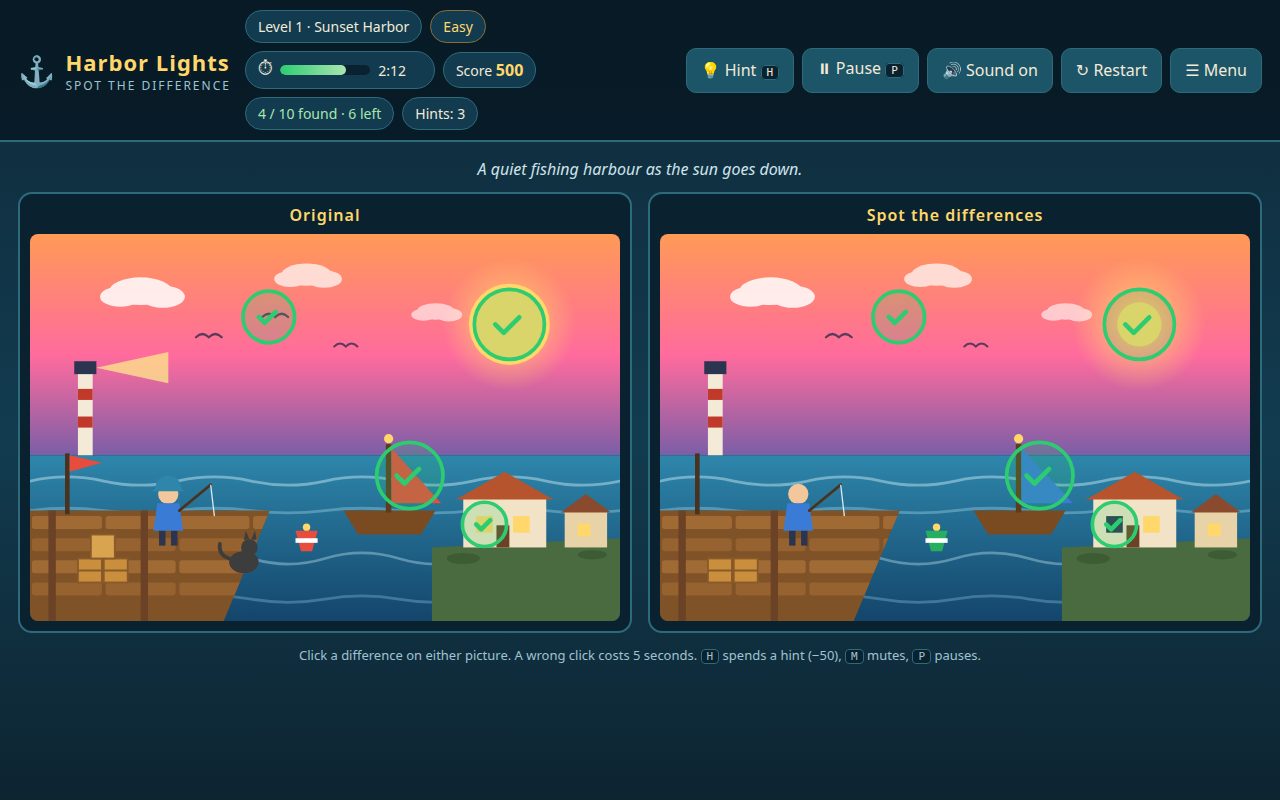 Harbor Lights
SPOT THE DIFFERENCE
Level 1 · Sunset Harbor
Easy
2:12
Score 500
4 / 10 found · 6 left
Hints: 3
Hint H
Pause P
Sound on
Restart
Menu
A quiet fishing harbour as the sun goes down.
Original
Spot the differences
Click a difference on either picture. A wrong click costs 5 seconds. H spends a hint (−50), M mutes, P pauses.